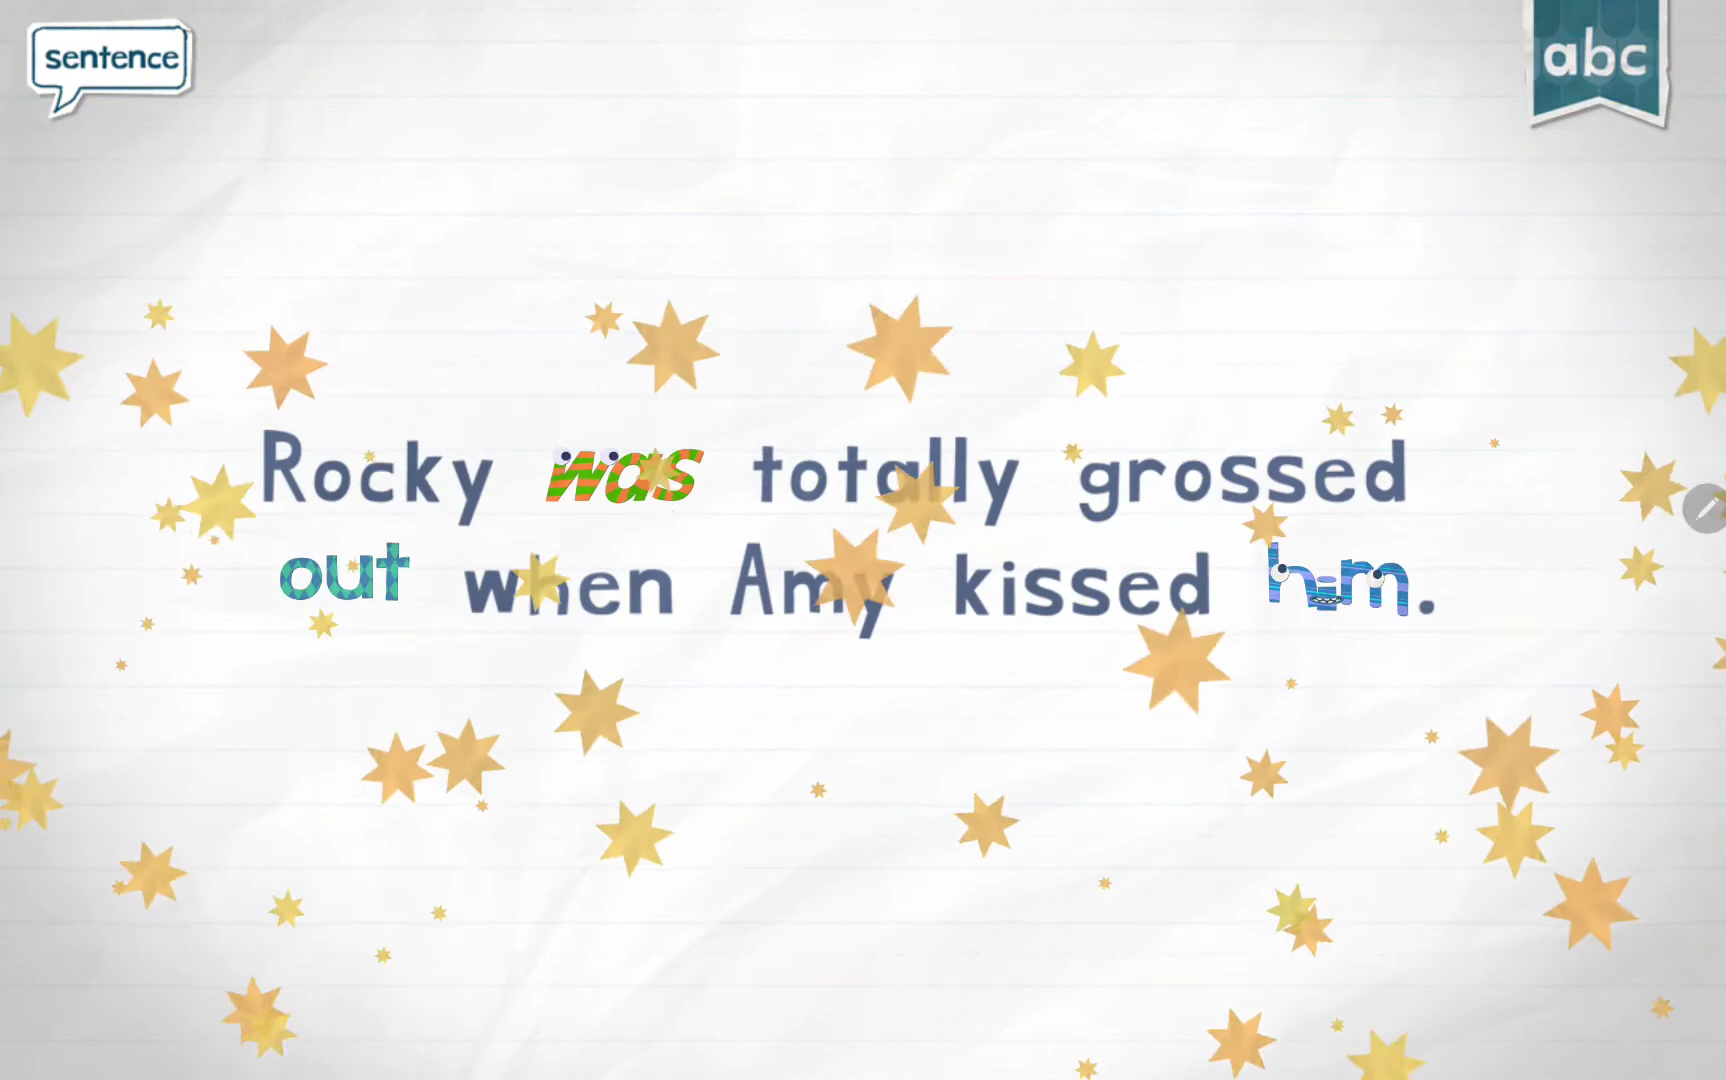 sentence
abc
Rocky was totally grossed
out when Amy kissed him.